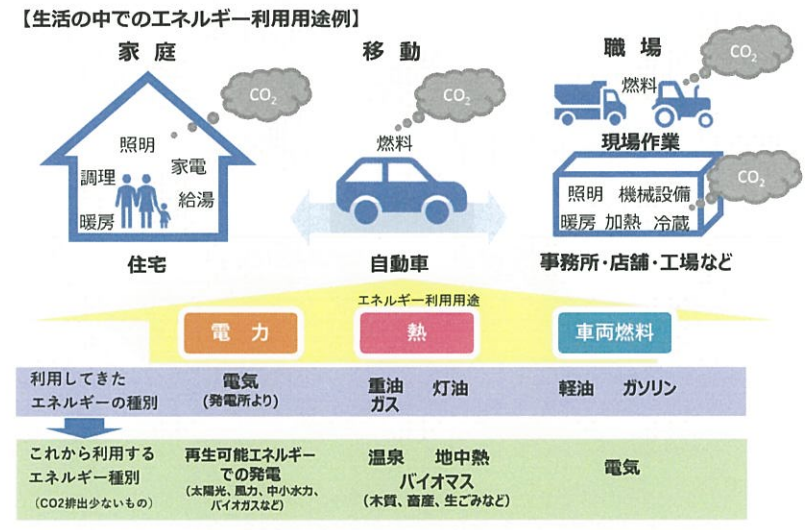 【生活の中でのエネルギー利用用途例】
家 庭
移 動
職 場
CO₂
CO₂
CO₂
燃料
照明
家電
調理
給湯
暖房
燃料
現場作業
CO₂
照明 機械設備
暖房 加熱 冷蔵
住宅
自動車
事務所・店舗・工場など
エネルギー利用用途
電 力
熱
車両燃料
利用してきた
エネルギーの種別
電気
(発電所より)
重油 灯油
ガス
軽油 ガソリン
これから利用する
エネルギー種別
(CO2排出少ないもの)
再生可能エネルギー
での発電
(太陽光、風力、中小水力、
バイオガスなど)
温泉 地中熱
バイオマス
(木質、畜産、生ごみなど)
電気